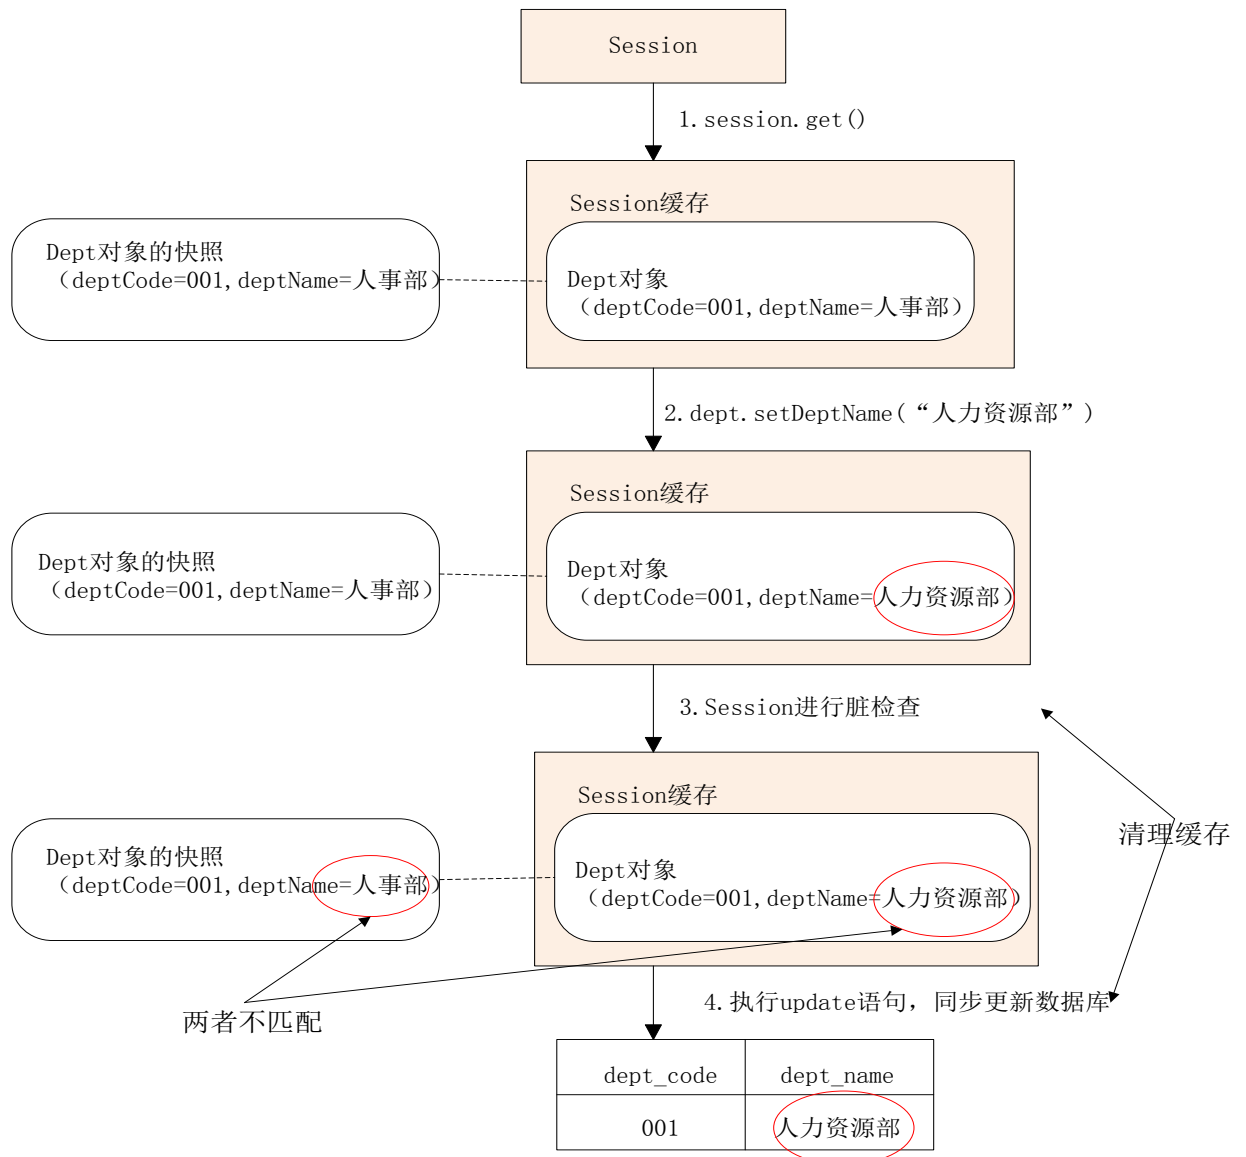 Session
1.session.get()
Session缓存
Dept对象的快照
（deptCode=001,deptName=人事部）
Dept对象
（deptCode=001,deptName=人事部）
2.dept.setDeptName(“人力资源部”)
Session缓存
Dept对象的快照
（deptCode=001,deptName=人事部）
Dept对象
（deptCode=001,deptName=人力资源部）
3.Session进行脏检查
Session缓存
清理缓存
Dept对象的快照
（deptCode=001,deptName=人事部）
Dept对象
（deptCode=001,deptName=人力资源部）
两者不匹配
4.执行update语句，同步更新数据库
dept_code dept_name
001 人力资源部